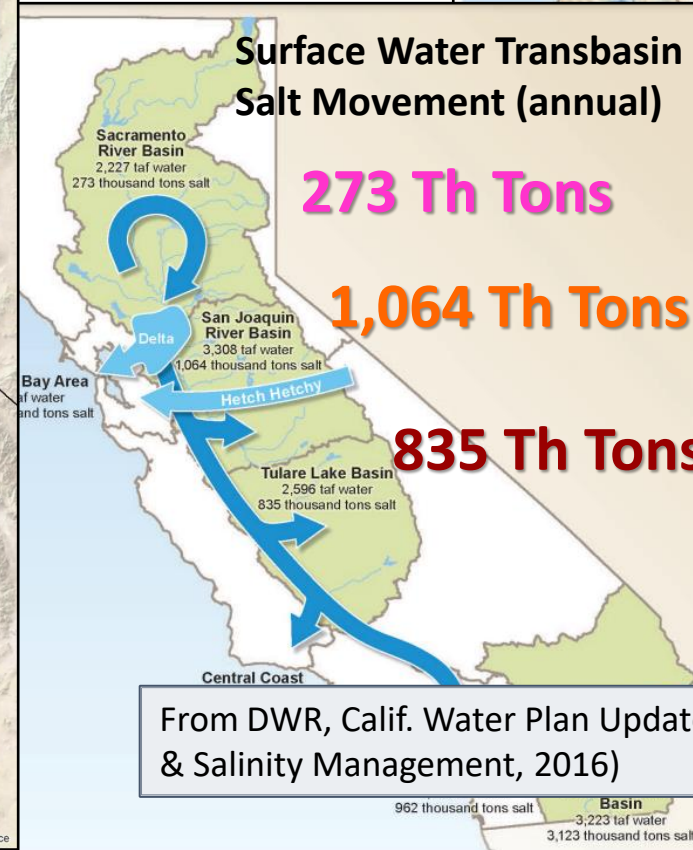 Surface Water Transbasin
Salt Movement (annual)
Sacramento
River Basin
2,227 taf water
273 thousand tons salt
273 Th Tons
1,064 Th Tons
Delta
San Joaquin
River Basin
3,308 taf water
1,064 thousand tons salt
Bay Area
af water
and tons salt
Hetch Hetchy
835 Th Tons
Tulare Lake Basin
2,596 taf water
835 thousand tons salt
Central Coast
From DWR, Calif. Water Plan Update
& Salinity Management, 2016)
962 thousand tons salt
Basin
3,223 taf water
3,123 thousand tons salt
ce